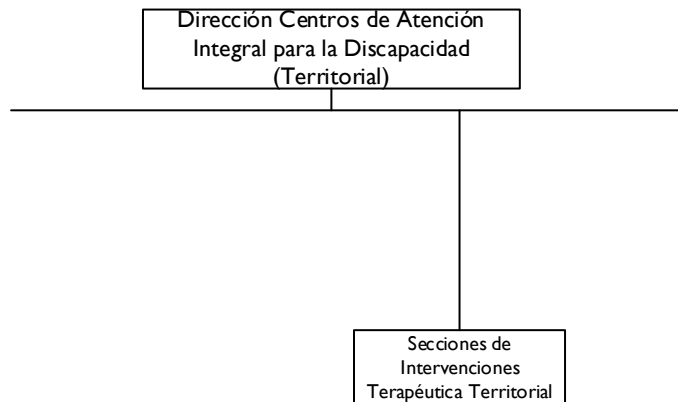 Dirección Centros de Atención
Integral para la Discapacidad
(Territorial)
Secciones de
Intervenciones
Terapéutica Territorial